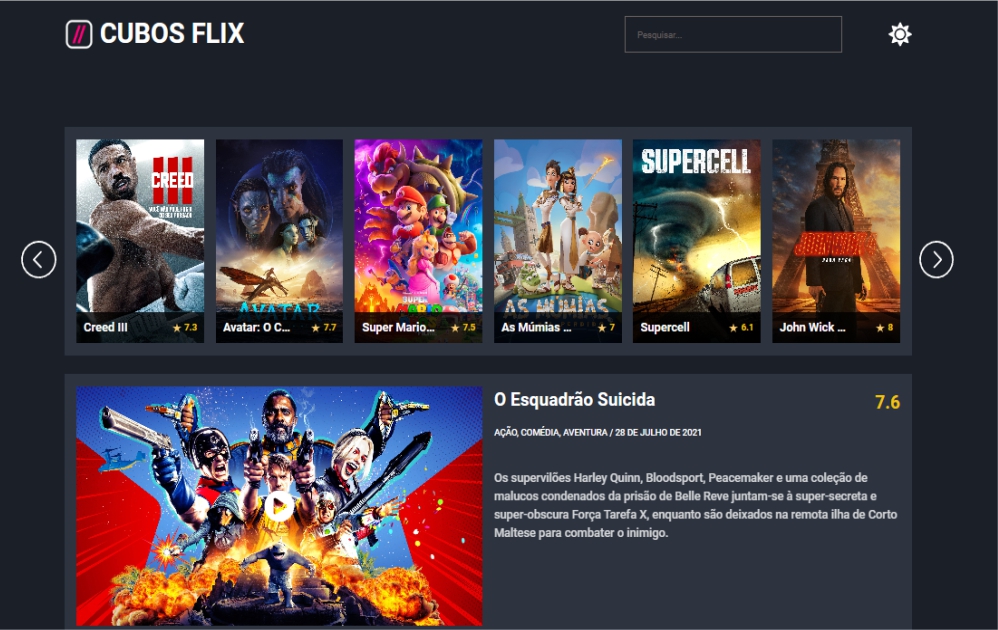 CUBOS FLIX
Pesquisar...
CREED
III
SUPERCELL
AVATAR
SUPER
MARIO
AS MÚMIAS
Creed III ★ 7.3
Avatar: O C... ★ 7.7
Super Mario... ★ 7.5
As Múmias ... ★ 7
Supercell ★ 6.1
John Wick ... ★ 8
O Esquadrão Suicida 7.6
AÇÃO, COMÉDIA, AVENTURA / 28 DE JULHO DE 2021
Os supervilões Harley Quinn, Bloodsport, Peacemaker e uma coleção de
malucos condenados da prisão de Belle Reve juntam-se à super-secreta e
super-obscura Força Tarefa X, enquanto são deixados na remota ilha de Corto
Maltese para combater o inimigo.